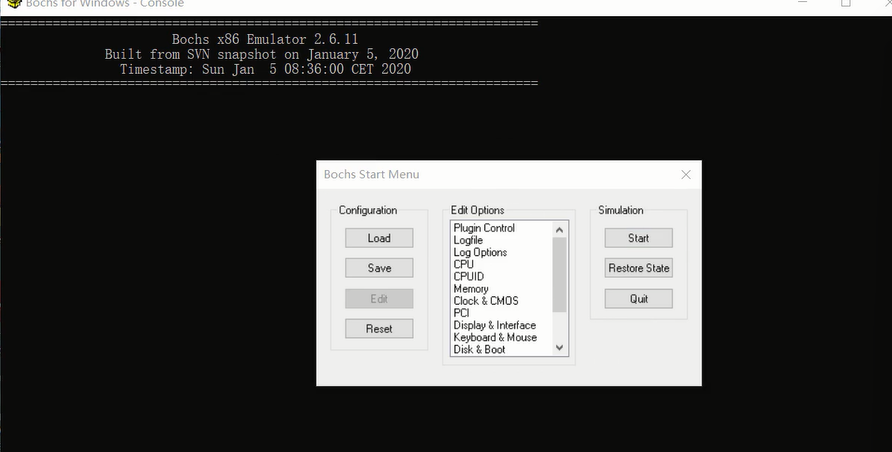 Bochs for Windows - Console
====================================================================
Bochs x86 Emulator 2.6.11
Built from SVN snapshot on January 5, 2020
Timestamp: Sun Jan  5 08:36:00 CET 2020
====================================================================
Bochs Start Menu
Configuration
Load
Save
Edit
Reset
Edit Options
Plugin Control
Logfile
Log Options
CPU
CPUID
Memory
Clock & CMOS
PCI
Display & Interface
Keyboard & Mouse
Disk & Boot
Simulation
Start
Restore State
Quit